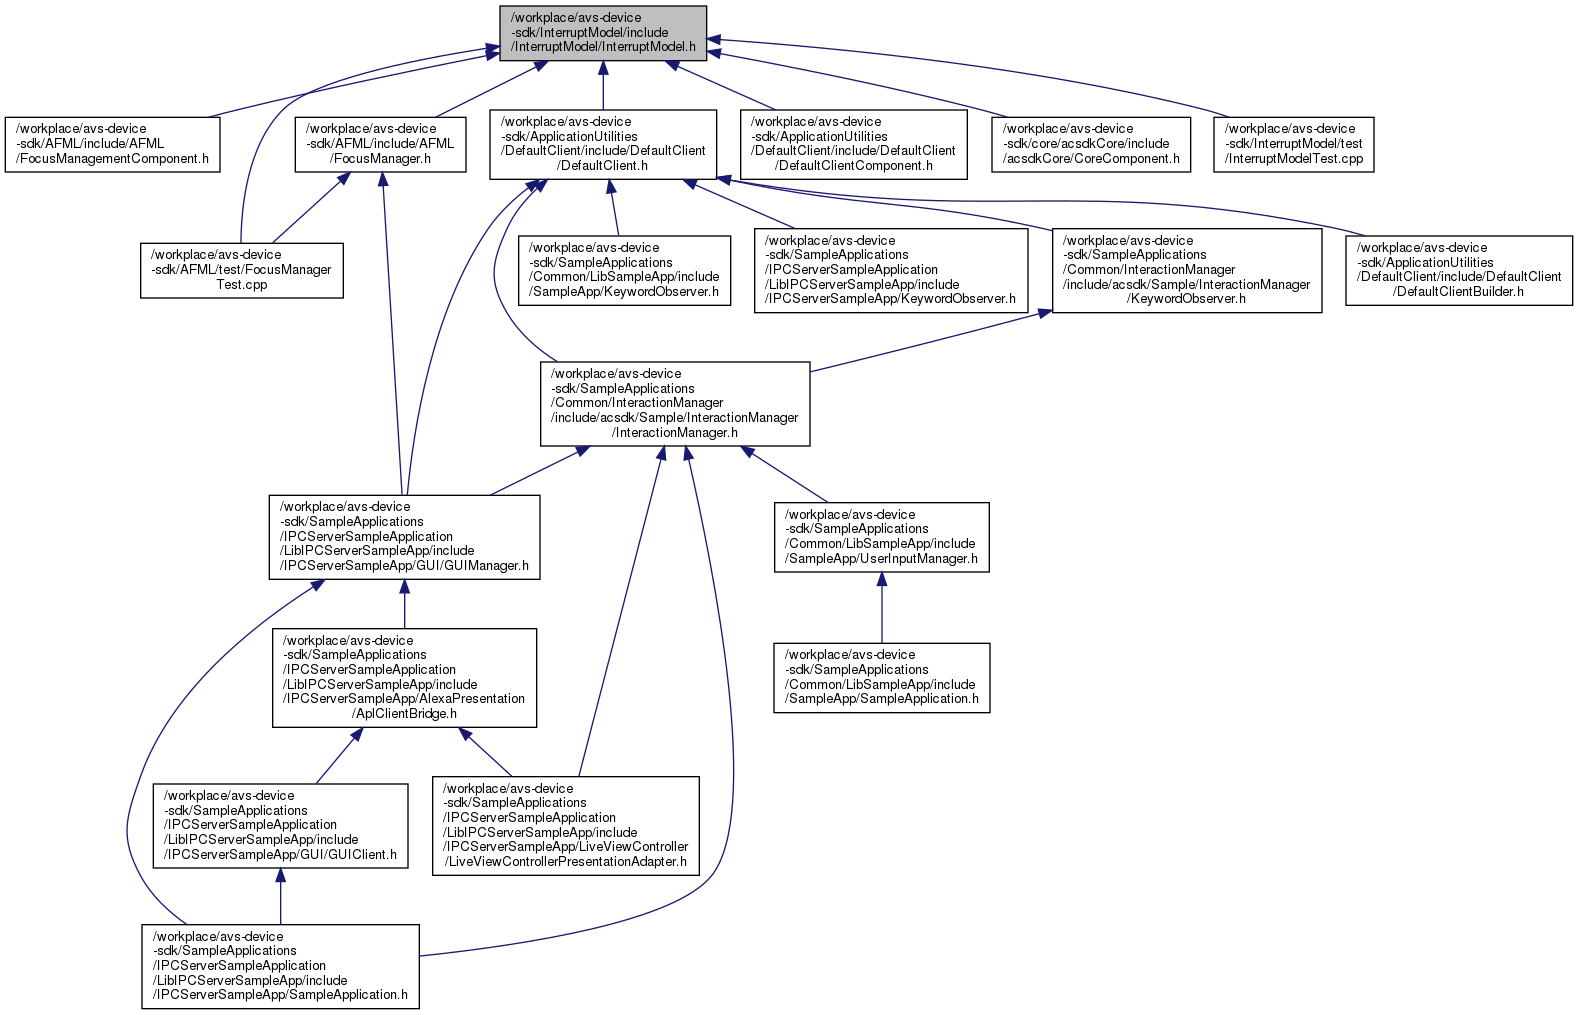 /workplace/avs-device
-sdk/InterruptModel/include
/InterruptModel/InterruptModel.h
/workplace/avs-device
-sdk/AFML/include/AFML
/FocusManagementComponent.h
/workplace/avs-device
-sdk/AFML/include/AFML
/FocusManager.h
/workplace/avs-device
-sdk/ApplicationUtilities
/DefaultClient/include/DefaultClient
/DefaultClient.h
/workplace/avs-device
-sdk/ApplicationUtilities
/DefaultClient/include/DefaultClient
/DefaultClientComponent.h
/workplace/avs-device
-sdk/core/acsdkCore/include
/acsdkCore/CoreComponent.h
/workplace/avs-device
-sdk/InterruptModel/test
/InterruptModelTest.cpp
/workplace/avs-device
-sdk/AFML/test/FocusManager
Test.cpp
/workplace/avs-device
-sdk/SampleApplications
/Common/LibSampleApp/include
/SampleApp/KeywordObserver.h
/workplace/avs-device
-sdk/SampleApplications
/IPCServerSampleApplication
/LibIPCServerSampleApp/include
/IPCServerSampleApp/KeywordObserver.h
/workplace/avs-device
-sdk/SampleApplications
/Common/InteractionManager
/include/acsdk/Sample/InteractionManager
/KeywordObserver.h
/workplace/avs-device
-sdk/ApplicationUtilities
/DefaultClient/include/DefaultClient
/DefaultClientBuilder.h
/workplace/avs-device
-sdk/SampleApplications
/Common/InteractionManager
/include/acsdk/Sample/InteractionManager
/InteractionManager.h
/workplace/avs-device
-sdk/SampleApplications
/IPCServerSampleApplication
/LibIPCServerSampleApp/include
/IPCServerSampleApp/GUI/GUIManager.h
/workplace/avs-device
-sdk/SampleApplications
/Common/LibSampleApp/include
/SampleApp/UserInputManager.h
/workplace/avs-device
-sdk/SampleApplications
/IPCServerSampleApplication
/LibIPCServerSampleApp/include
/IPCServerSampleApp/AlexaPresentation
/AplClientBridge.h
/workplace/avs-device
-sdk/SampleApplications
/Common/LibSampleApp/include
/SampleApp/SampleApplication.h
/workplace/avs-device
-sdk/SampleApplications
/IPCServerSampleApplication
/LibIPCServerSampleApp/include
/IPCServerSampleApp/GUI/GUIClient.h
/workplace/avs-device
-sdk/SampleApplications
/IPCServerSampleApplication
/LibIPCServerSampleApp/include
/IPCServerSampleApp/LiveViewController
/LiveViewControllerPresentationAdapter.h
/workplace/avs-device
-sdk/SampleApplications
/IPCServerSampleApplication
/LibIPCServerSampleApp/include
/IPCServerSampleApp/SampleApplication.h